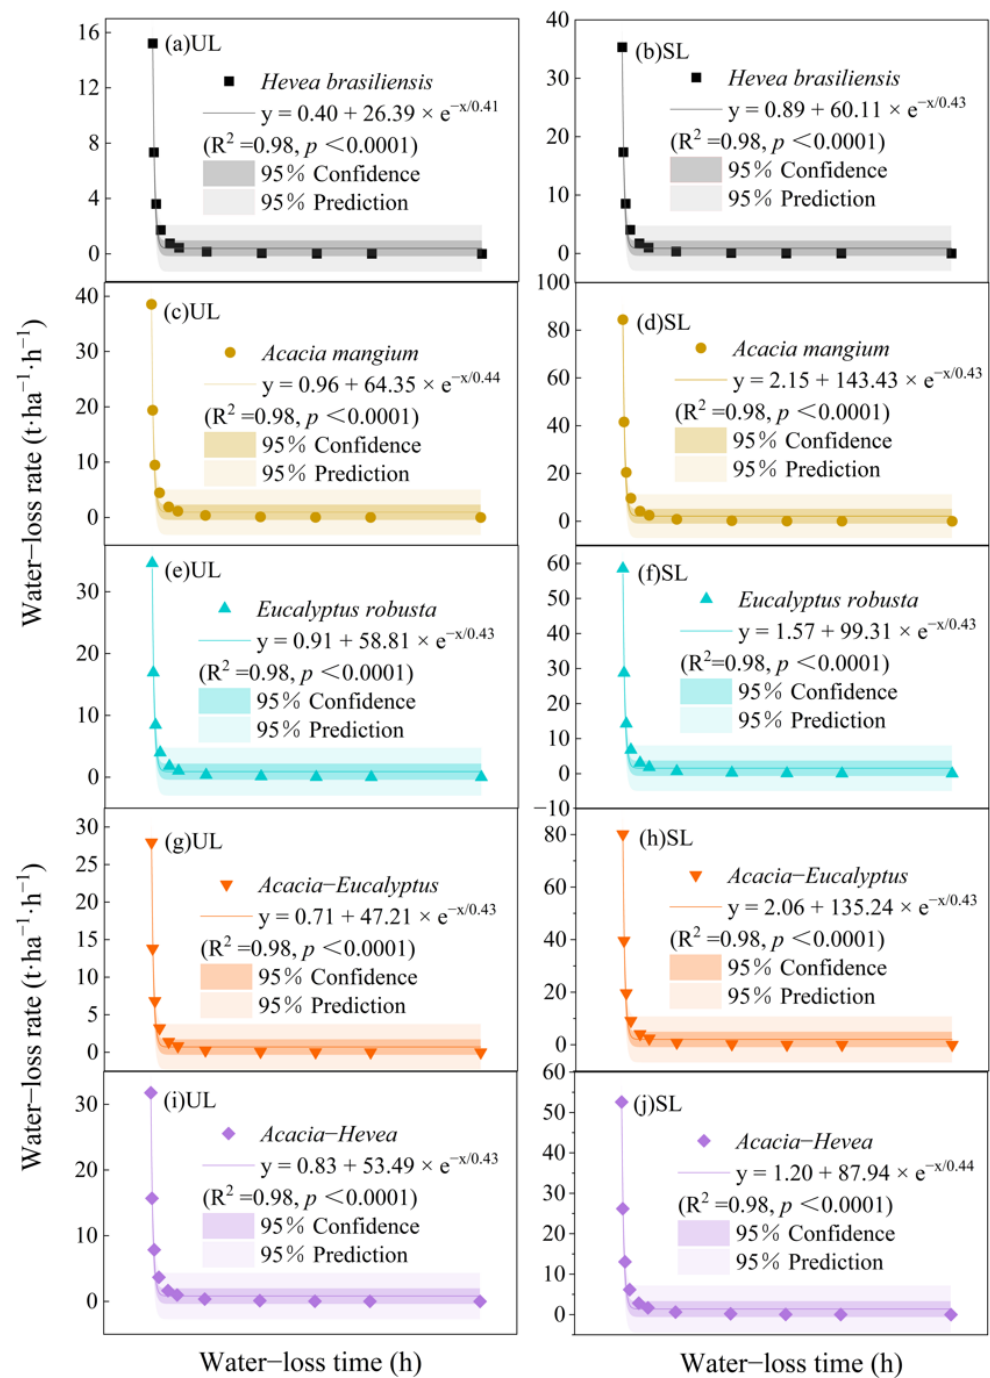 Water−loss rate (t·ha⁻¹·h⁻¹)
Water−loss rate (t·ha⁻¹·h⁻¹)
16
12
8
4
0
(a)UL
Hevea brasiliensis
y = 0.40 + 26.39 × e^−x/0.41
(R² =0.98, p <0.0001)
95% Confidence
95% Prediction
40
30
20
10
0
(b)SL
Hevea brasiliensis
y = 0.89 + 60.11 × e^−x/0.43
(R² =0.98, p <0.0001)
95% Confidence
95% Prediction
40
30
20
10
0
(c)UL
Acacia mangium
y = 0.96 + 64.35 × e^−x/0.44
(R² =0.98, p <0.0001)
95% Confidence
95% Prediction
100
80
60
40
20
0
(d)SL
Acacia mangium
y = 2.15 + 143.43 × e^−x/0.43
(R² =0.98, p <0.0001)
95% Confidence
95% Prediction
30
20
10
0
(e)UL
Eucalyptus robusta
y = 0.91 + 58.81 × e^−x/0.43
(R² =0.98, p <0.0001)
95% Confidence
95% Prediction
60
50
40
30
20
10
0
−10
(f)SL
Eucalyptus robusta
y = 1.57 + 99.31 × e^−x/0.43
(R²=0.98, p <0.0001)
95% Confidence
95% Prediction
30
25
20
15
10
5
0
(g)UL
Acacia−Eucalyptus
y = 0.71 + 47.21 × e^−x/0.43
(R² =0.98, p <0.0001)
95% Confidence
95% Prediction
80
60
40
20
0
(h)SL
Acacia−Eucalyptus
y = 2.06 + 135.24 × e^−x/0.43
(R² =0.98, p <0.0001)
95% Confidence
95% Prediction
30
20
10
0
(i)UL
Acacia−Hevea
y = 0.83 + 53.49 × e^−x/0.43
(R² =0.98, p <0.0001)
95% Confidence
95% Prediction
60
50
40
30
20
10
0
(j)SL
Acacia−Hevea
y = 1.20 + 87.94 × e^−x/0.44
(R² =0.98, p <0.0001)
95% Confidence
95% Prediction
Water−loss time (h)
Water−loss time (h)